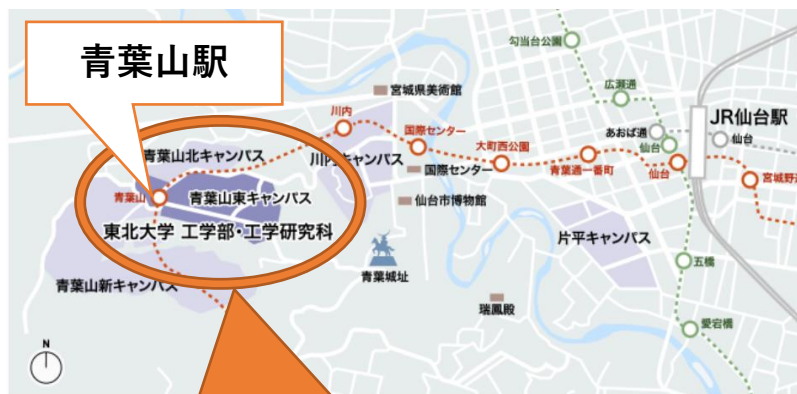 青葉山駅
勾当台公園
宮城県美術館
広瀬通
川内
国際センター
あおば通
JR仙台駅
仙台
仙台
大町西公園
青葉通一番町
仙台
宮城野通
青葉山北キャンパス
川内キャンパス
国際センター
青葉山
青葉山東キャンパス
仙台市博物館
東北大学 工学部・工学研究科
片平キャンパス
青葉城址
五橋
青葉山新キャンパス
瑞鳳殿
愛宕橋
N